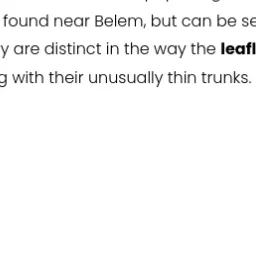 found near Belem, but can be se
y are distinct in the way the leafl
g with their unusually thin trunks.